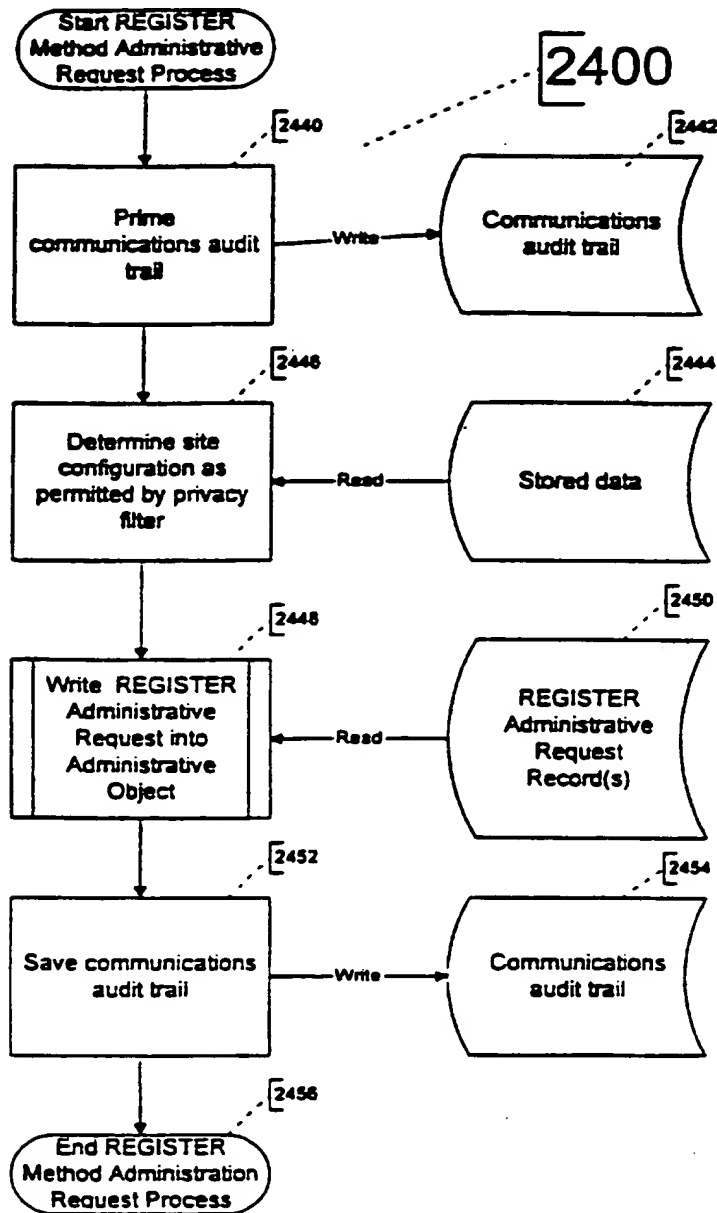 Start REGISTER
Method Administrative
Request Process
2400
2440
2442
Prime
communications audit
trail
Write
Communications
audit trail
2446
2444
Determine site
configuration as
permitted by privacy
filter
Read
Stored data
2448
2450
Write REGISTER
Administrative
Request into
Administrative
Object
Read
REGISTER
Administrative
Request
Record(s)
2452
2454
Save communications
audit trail
Write
Communications
audit trail
2456
End REGISTER
Method Administration
Request Process